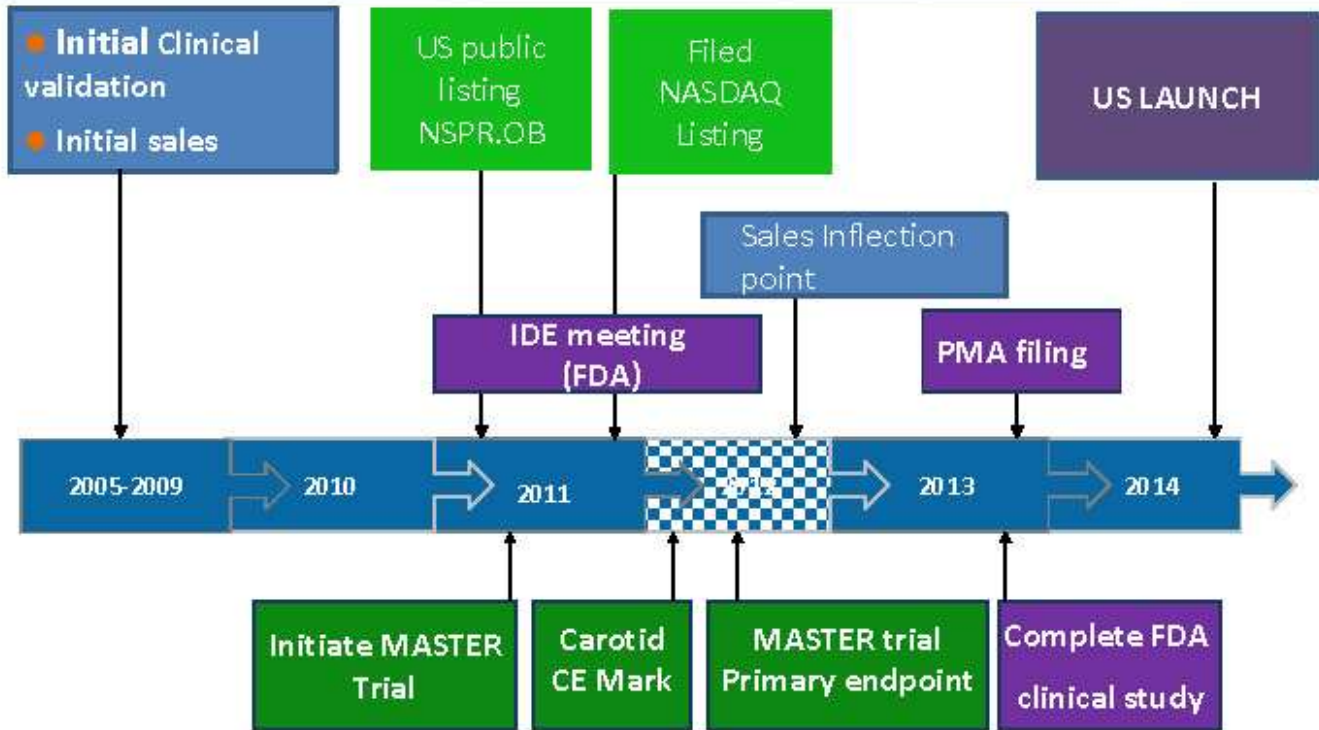 Initial Clinical
validation
Initial sales
US public
listing
NSPR.OB
Filed
NASDAQ
Listing
US LAUNCH
Sales Inflection
point
IDE meeting
(FDA)
PMA filing
2005-2009
2010
2011
2012
2013
2014
Initiate MASTER
Trial
Carotid
CE Mark
MASTER trial
Primary endpoint
Complete FDA
clinical study